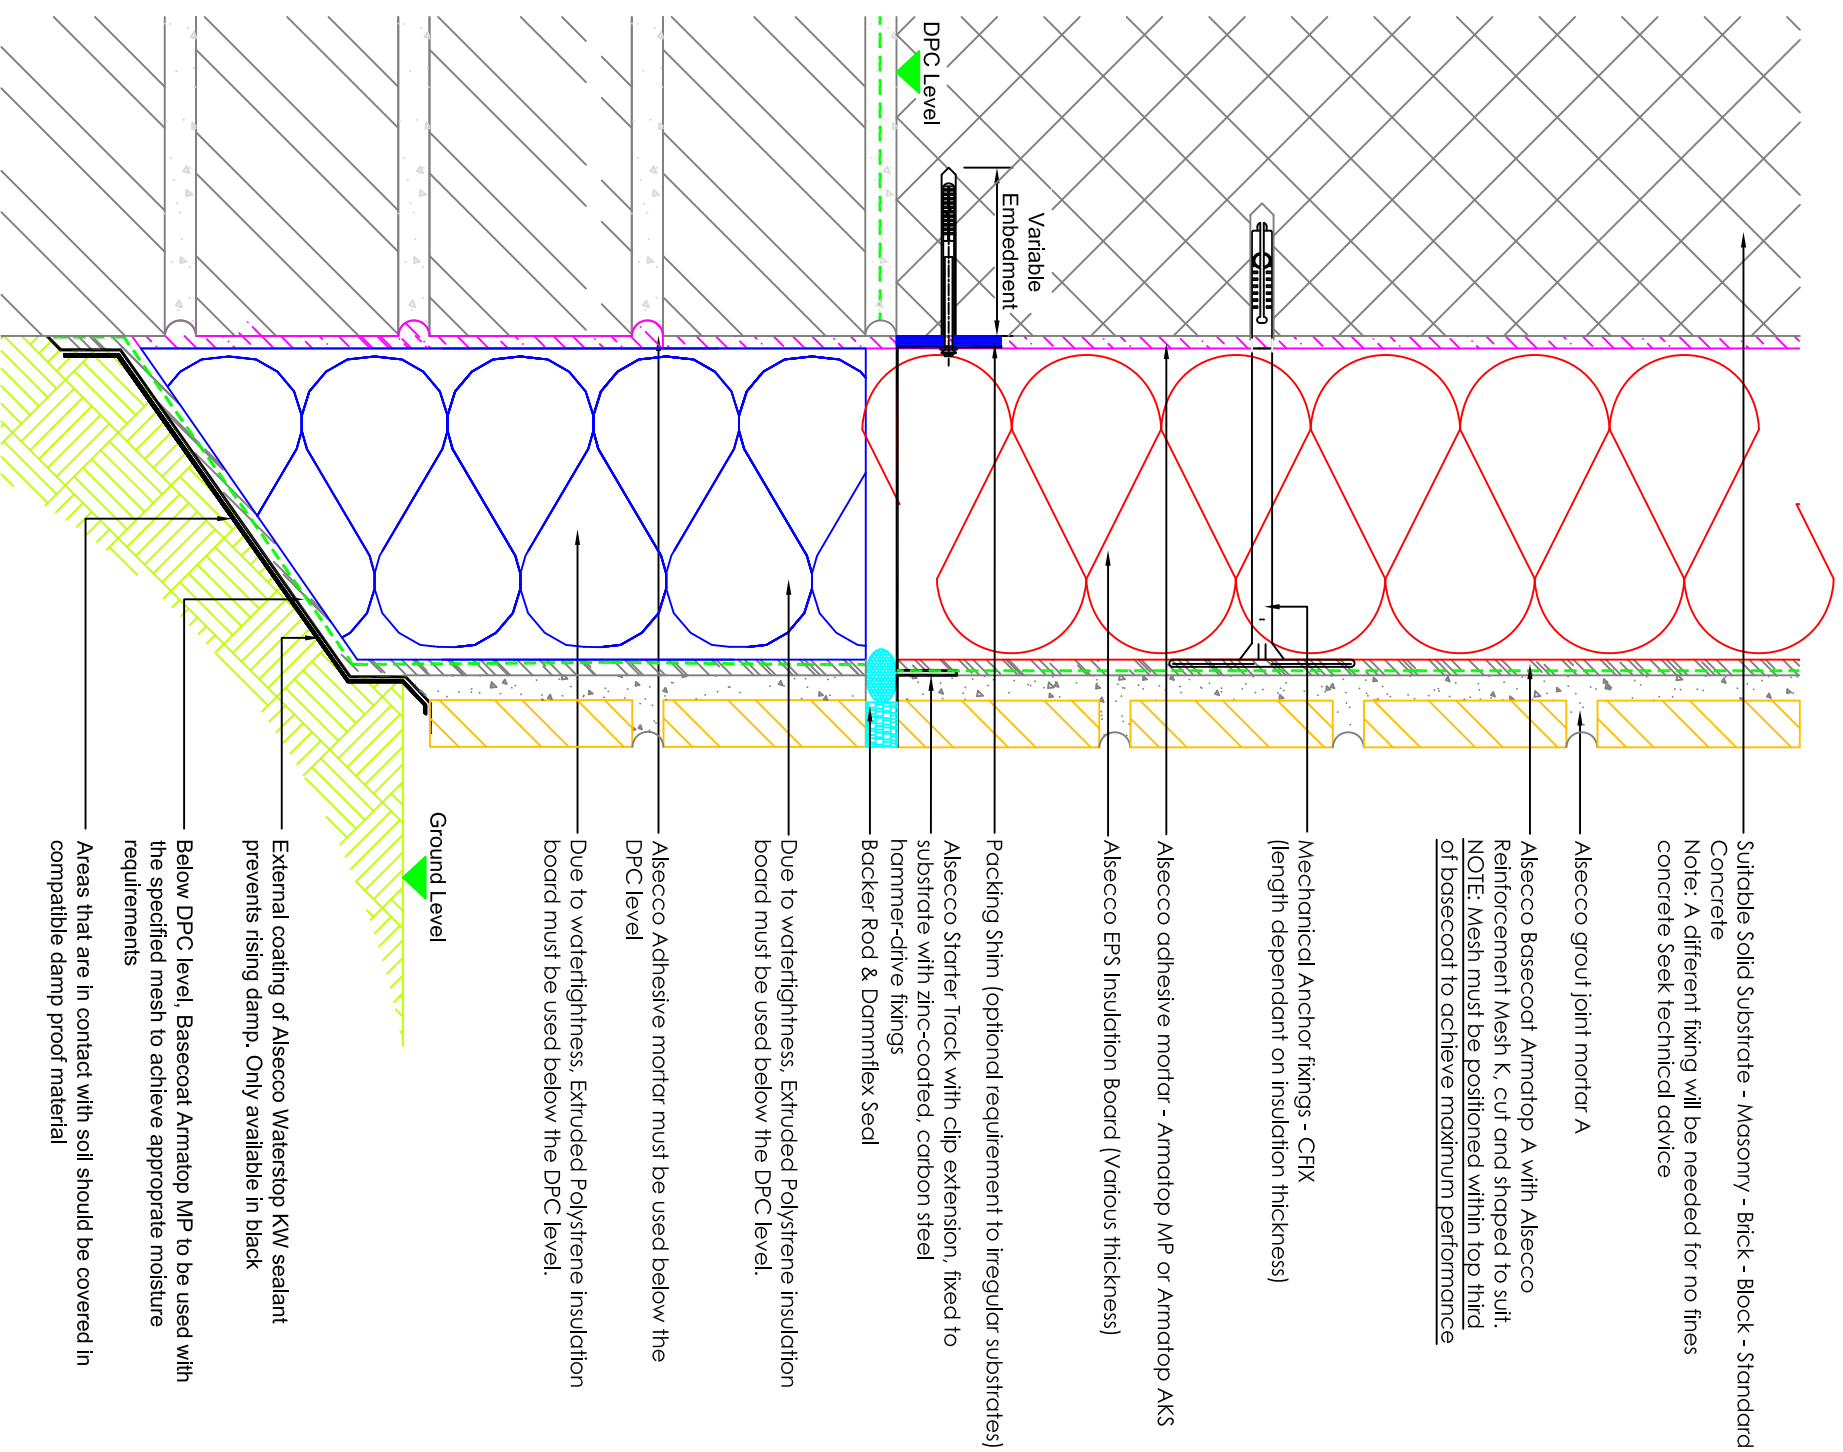 Suitable Solid Substrate - Masonry - Brick - Block - Standard
Concrete
Note: A different fixing will be needed for no fines
concrete Seek technical advice
Alsecco grout joint mortar A
Alsecco Basecoat Armatop A with Alsecco
Reinforcement Mesh K, cut and shaped to suit.
NOTE: Mesh must be positioned within top third
of basecoat to achieve maximum performance
Mechanical Anchor fixings - CFIX
(length dependant on insulation thickness)
Alsecco adhesive mortar - Armatop MP or Armatop AKS
Alsecco EPS Insulation Board (Various thickness)
Variable
Embedment
Packing Shim (optional requirement to irregular substrates)
Alsecco Starter Track with clip extension, fixed to
substrate with zinc-coated, carbon steel
hammer-drive fixings
DPC Level
Backer Rod & Dammflex Seal
Due to watertightness, Extruded Polystrene insulation
board must be used below the DPC level.
Alsecco Adhesive mortar must be used below the
DPC level
Due to watertightness, Extruded Polystrene insulation
board must be used below the DPC level.
Ground Level
External coating of Alsecco Waterstop KW sealant
prevents rising damp. Only available in black
Below DPC level, Basecoat Armatop MP to be used with
the specified mesh to achieve approprate moisture
requirements
Areas that are in contact with soil should be covered in
compatible damp proof material